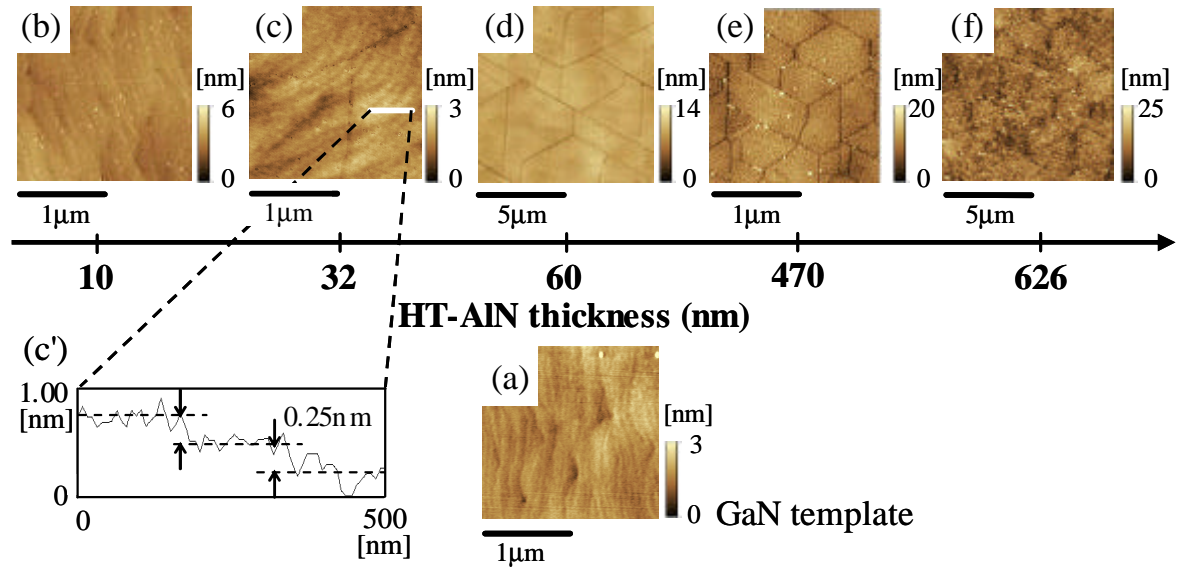 (b)
[nm]
6
0
1μm
(c)
[nm]
3
0
1μm
(d)
[nm]
14
0
5μm
(e)
[nm]
20
0
1μm
(f)
[nm]
25
0
5μm
10
32
60
470
626
HT-AlN thickness (nm)
(c')
1.00
[nm]
0.25nm
0
0
500
[nm]
(a)
[nm]
3
0
1μm
GaN template